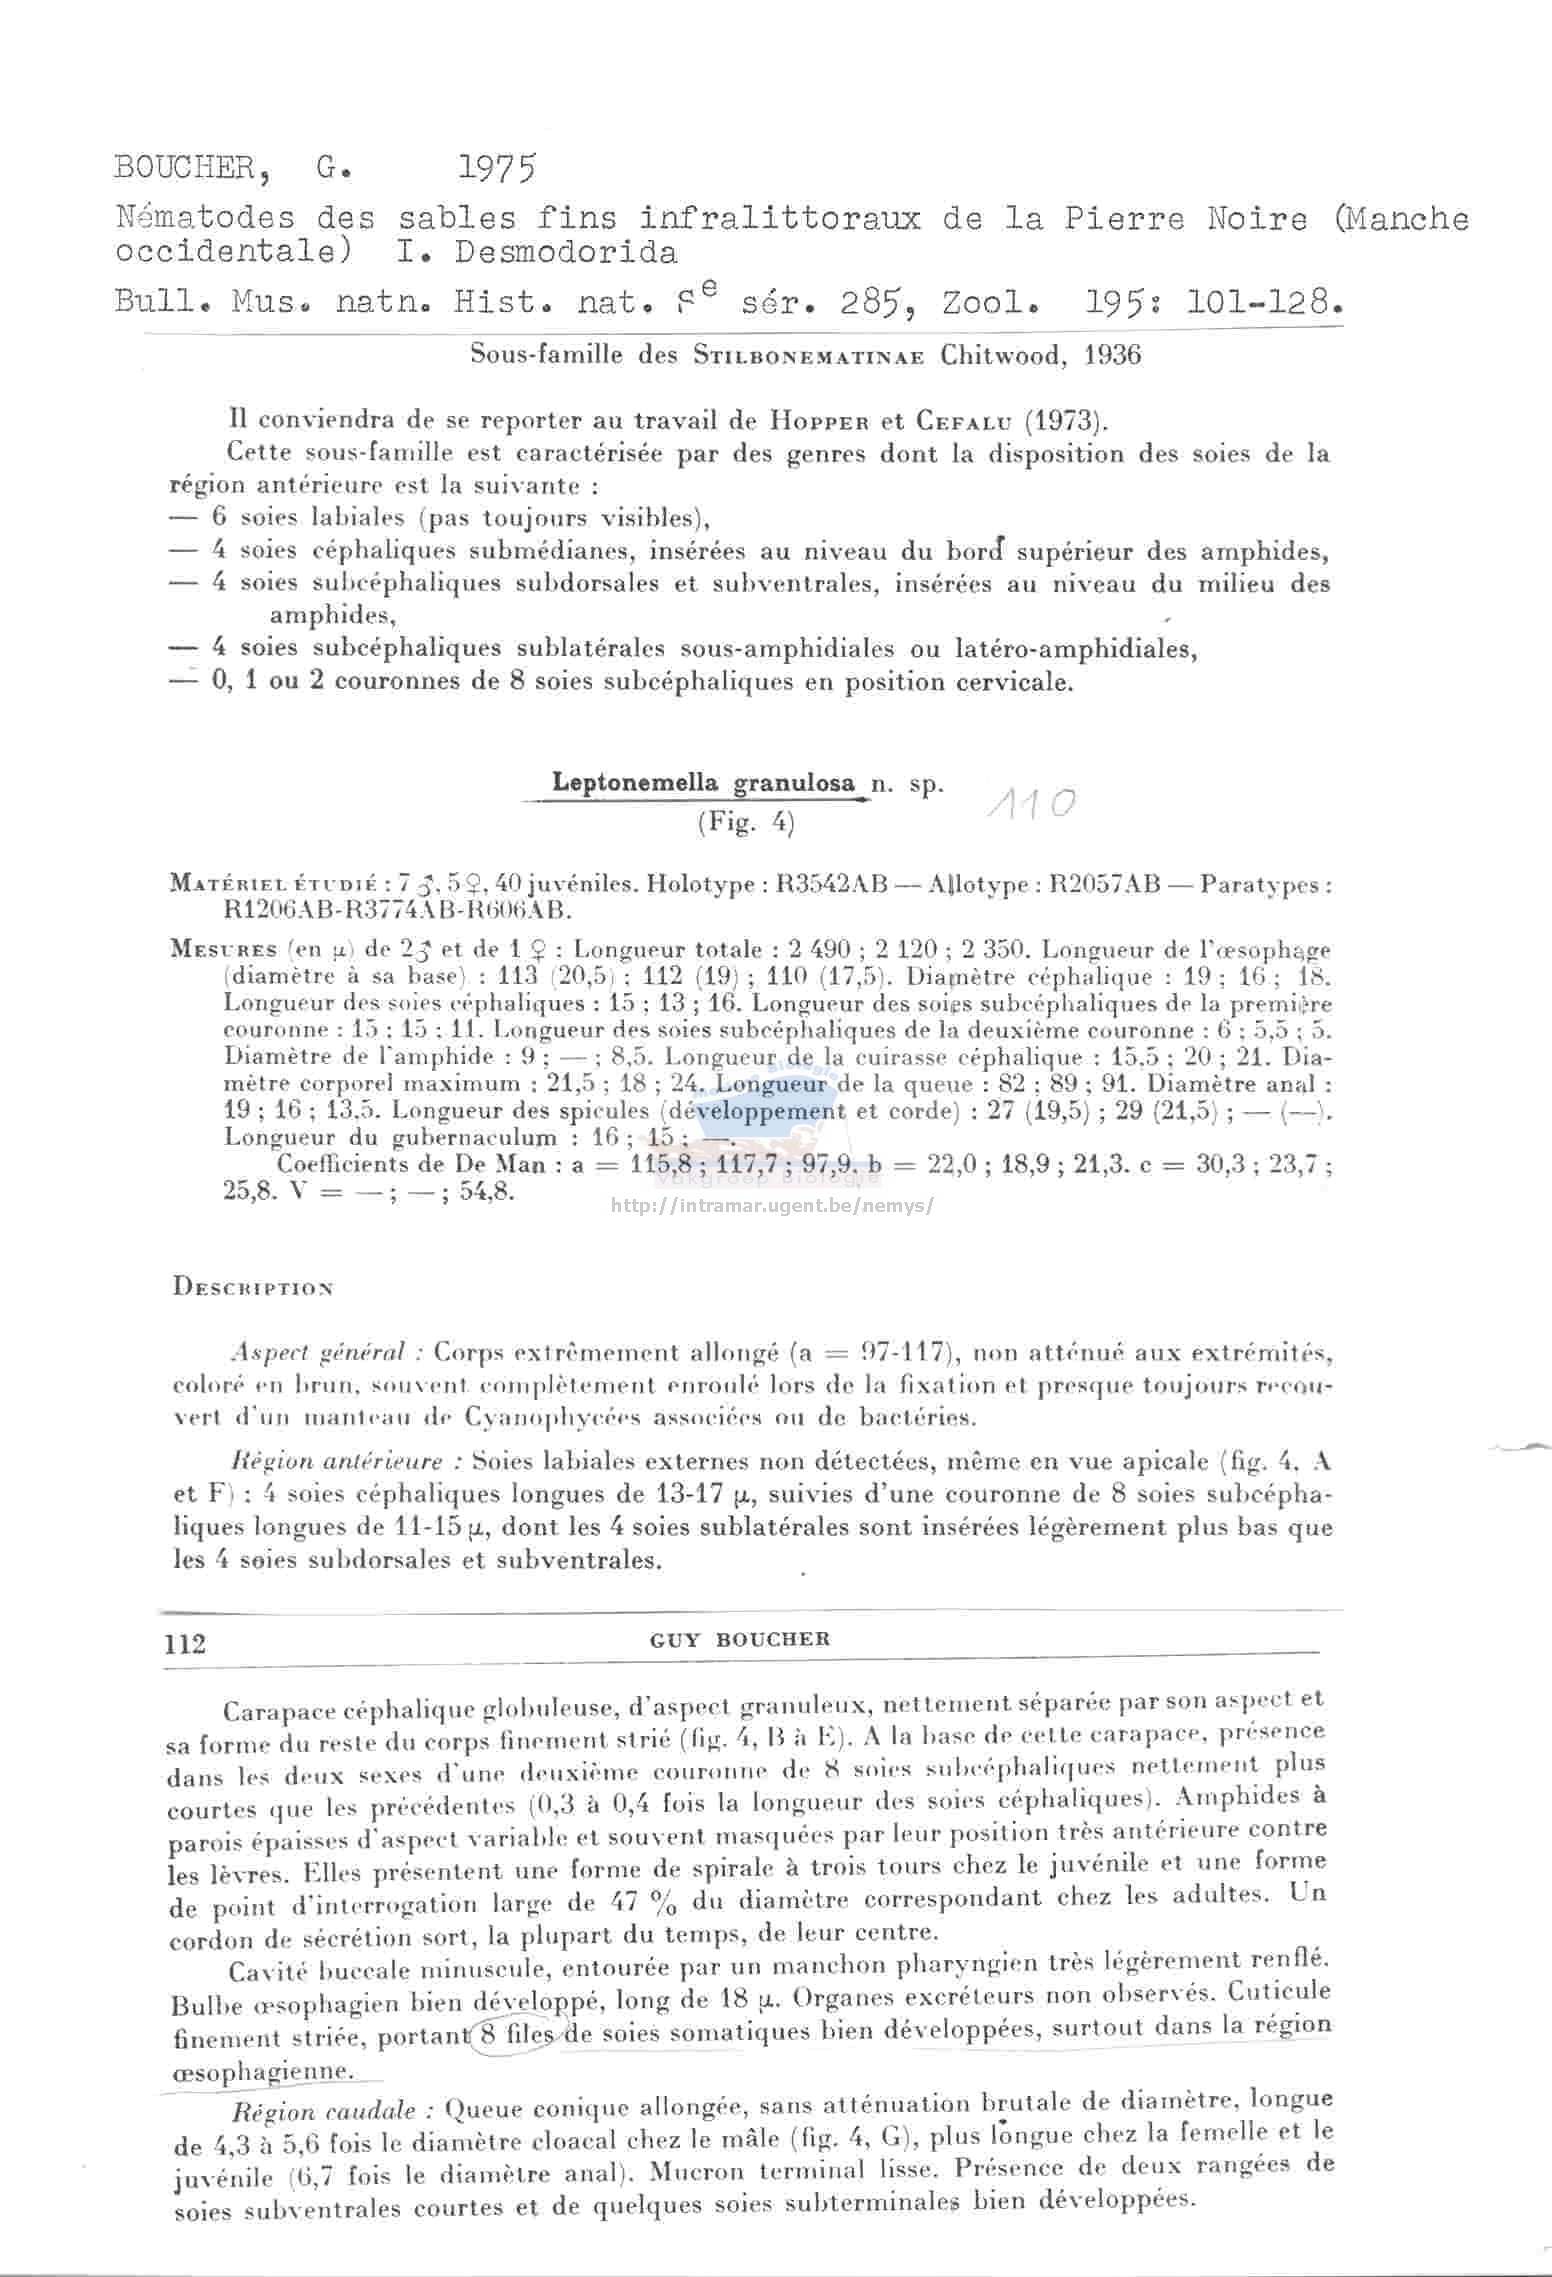 BOUCHER, G. 1975
Nématodes des sables fins infralittoraux de la Pierre Noire (Manche
occidentale) I. Desmodorida
Bull. Mus. natn. Hist. nat. e sér. 285, Zool. 195: 101-128.
Sous-famille des Stilbonematinae Chitwood, 1936
Il conviendra de se reporter au travail de Hopper et Cefalu (1973).
Cette sous-famille est caractérisée par des genres dont la disposition des soies de la
région antérieure est la suivante :
— 6 soies labiales (pas toujours visibles),
— 4 soies céphaliques submédianes, insérées au niveau du bord supérieur des amphides,
— 4 soies subcéphaliques subdorsales et subventrales, insérées au niveau du milieu des
amphides,
— 4 soies subcéphaliques sublatérales sous-amphidiales ou latéro-amphidiales,
— 0, 1 ou 2 couronnes de 8 soies subcéphaliques en position cervicale.
Leptonemella granulosa n. sp.
110
(Fig. 4)
Matériel étudié : 7 ♂, 5 ♀, 40 juvéniles. Holotype : R3542AB — Allotype : R2057AB — Paratypes :
R1206AB-R3774AB-R606AB.
Mesures (en µ) de 2♂ et de 1 ♀ : Longueur totale : 2 490 ; 2 120 ; 2 350. Longueur de l'œsophage
(diamètre à sa base) : 113 (20,5) ; 112 (19) ; 110 (17,5). Diamètre céphalique : 19 ; 16 ; 18.
Longueur des soies céphaliques : 15 ; 13 ; 16. Longueur des soies subcéphaliques de la première
couronne : 15 ; 15 ; 11. Longueur des soies subcéphaliques de la deuxième couronne : 6 ; 5,5 ; 5.
Diamètre de l'amphide : 9 ; — ; 8,5. Longueur de la cuirasse céphalique : 15,5 ; 20 ; 21. Dia-
mètre corporel maximum : 21,5 ; 18 ; 24. Longueur de la queue : 82 ; 89 ; 91. Diamètre anal :
19 ; 16 ; 13,5. Longueur des spicules (développement et corde) : 27 (19,5) ; 29 (21,5) ; — (—).
Longueur du gubernaculum : 16 ; 15 ; —.
Coefficients de De Man : a = 115,8 ; 117,7 ; 97,9. b = 22,0 ; 18,9 ; 21,3. c = 30,3 ; 23,7 ;
25,8. V = — ; — ; 54,8.
Vakgroep Biologie
http://intramar.ugent.be/nemys/
Description
Aspect général : Corps extrêmement allongé (a = 97-117), non atténué aux extrémités,
coloré en brun, souvent complètement enroulé lors de la fixation et presque toujours recou-
vert d'un manteau de Cyanophycées associées ou de bactéries.
Région antérieure : Soies labiales externes non détectées, même en vue apicale (fig. 4, A
et F) : 4 soies céphaliques longues de 13-17 µ, suivies d'une couronne de 8 soies subcépha-
liques longues de 11-15 µ, dont les 4 soies sublatérales sont insérées légèrement plus bas que
les 4 soies subdorsales et subventrales.
112 GUY BOUCHER
Carapace céphalique globuleuse, d'aspect granuleux, nettement séparée par son aspect et
sa forme du reste du corps finement strié (fig. 4, B à E). A la base de cette carapace, présence
dans les deux sexes d'une deuxième couronne de 8 soies subcéphaliques nettement plus
courtes que les précédentes (0,3 à 0,4 fois la longueur des soies céphaliques). Amphides à
parois épaisses d'aspect variable et souvent masquées par leur position très antérieure contre
les lèvres. Elles présentent une forme de spirale à trois tours chez le juvénile et une forme
de point d'interrogation large de 47 % du diamètre correspondant chez les adultes. Un
cordon de sécrétion sort, la plupart du temps, de leur centre.
Cavité buccale minuscule, entourée par un manchon pharyngien très légèrement renflé.
Bulbe œsophagien bien développé, long de 18 µ. Organes excréteurs non observés. Cuticule
finement striée, portant 8 files de soies somatiques bien développées, surtout dans la région
œsophagienne.
Région caudale : Queue conique allongée, sans atténuation brutale de diamètre, longue
de 4,3 à 5,6 fois le diamètre cloacal chez le mâle (fig. 4, G), plus longue chez la femelle et le
juvénile (6,7 fois le diamètre anal). Mucron terminal lisse. Présence de deux rangées de
soies subventrales courtes et de quelques soies subterminales bien développées.